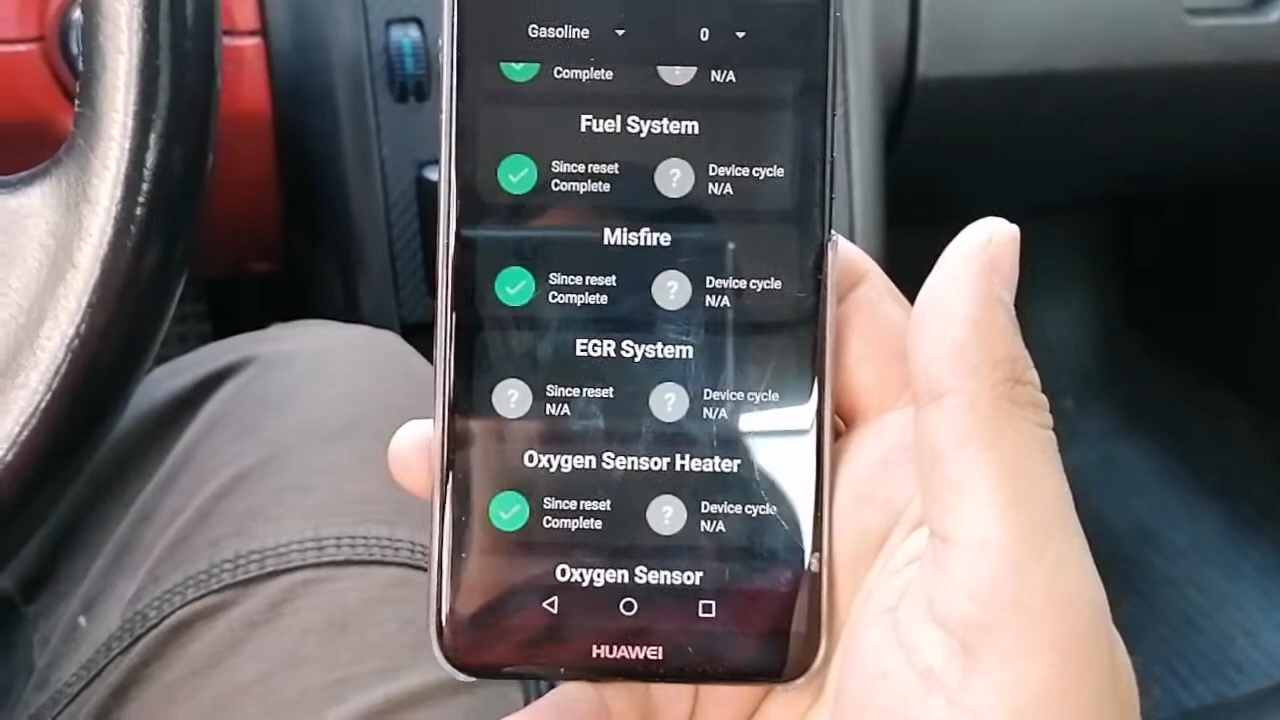 Gasoline 0
Complete N/A
Fuel System
Since reset Device cycle
Complete N/A
Misfire
Since reset Device cycle
Complete N/A
EGR System
Since reset Device cycle
N/A N/A
Oxygen Sensor Heater
Since reset Device cycle
Complete N/A
Oxygen Sensor
HUAWEI